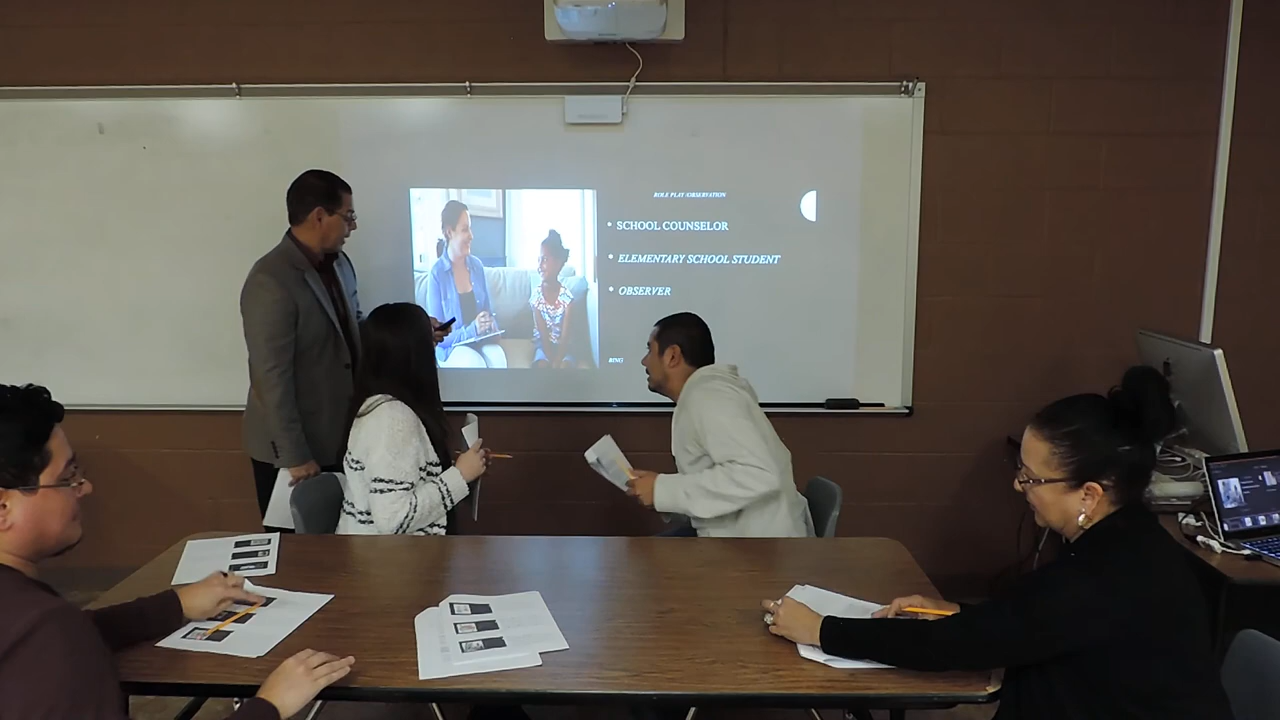 ROLE PLAY/OBSERVATION
• SCHOOL COUNSELOR
• ELEMENTARY SCHOOL STUDENT
• OBSERVER